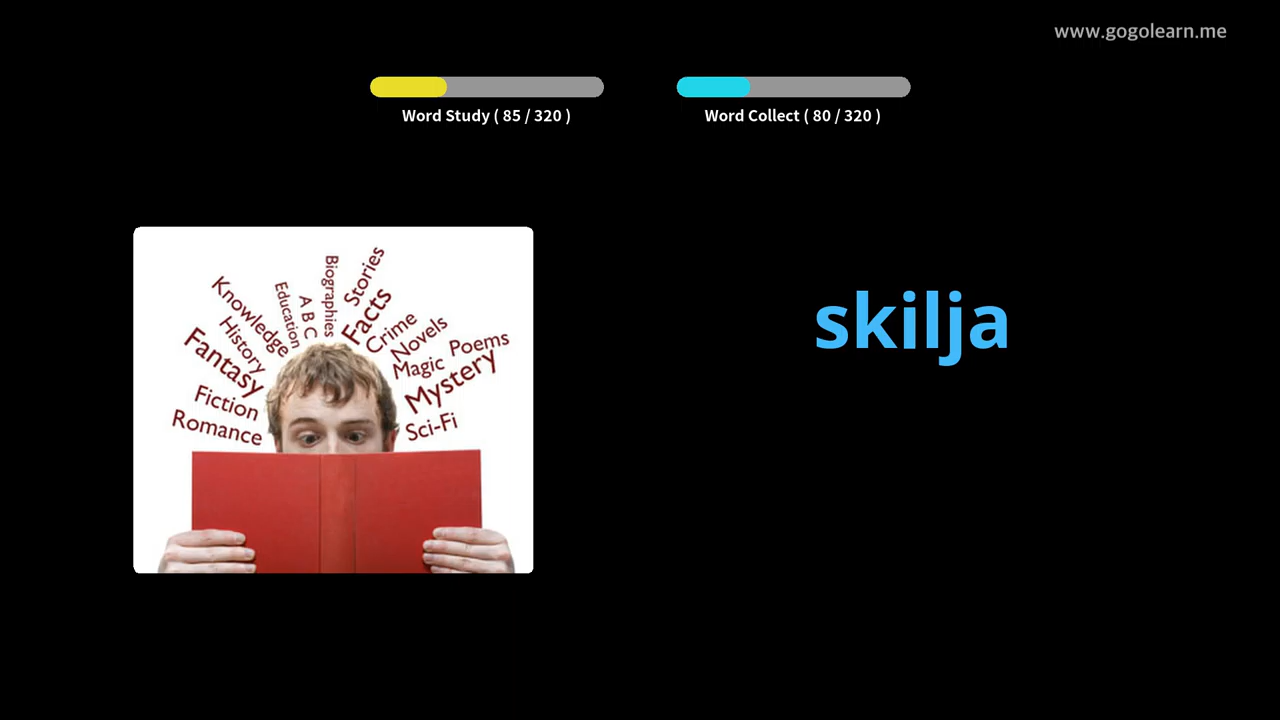 www.gogolearn.me
Word Study ( 85 / 320 )
Word Collect ( 80 / 320 )
skilja
Romance
Fiction
Fantasy
History
Knowledge
Education
A B C
Biographies
Stories
Facts
Crime
Novels
Magic
Poems
Mystery
Sci-Fi